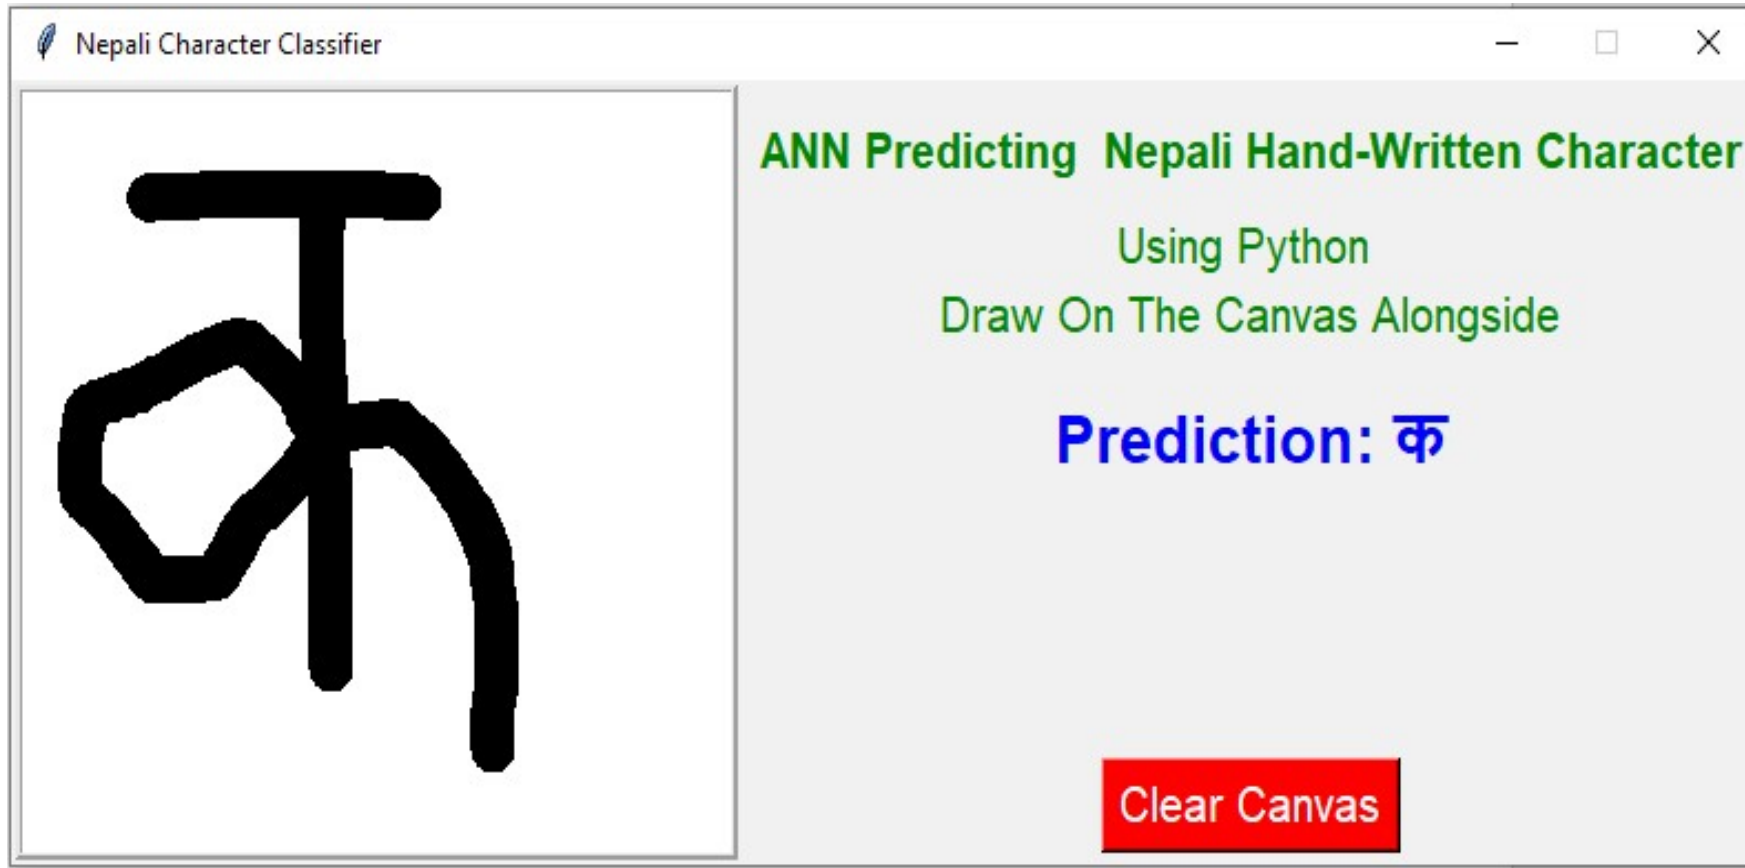 Nepali Character Classifier
क
ANN Predicting  Nepali Hand-Written Character
Using Python
Draw On The Canvas Alongside
Prediction: क
Clear Canvas